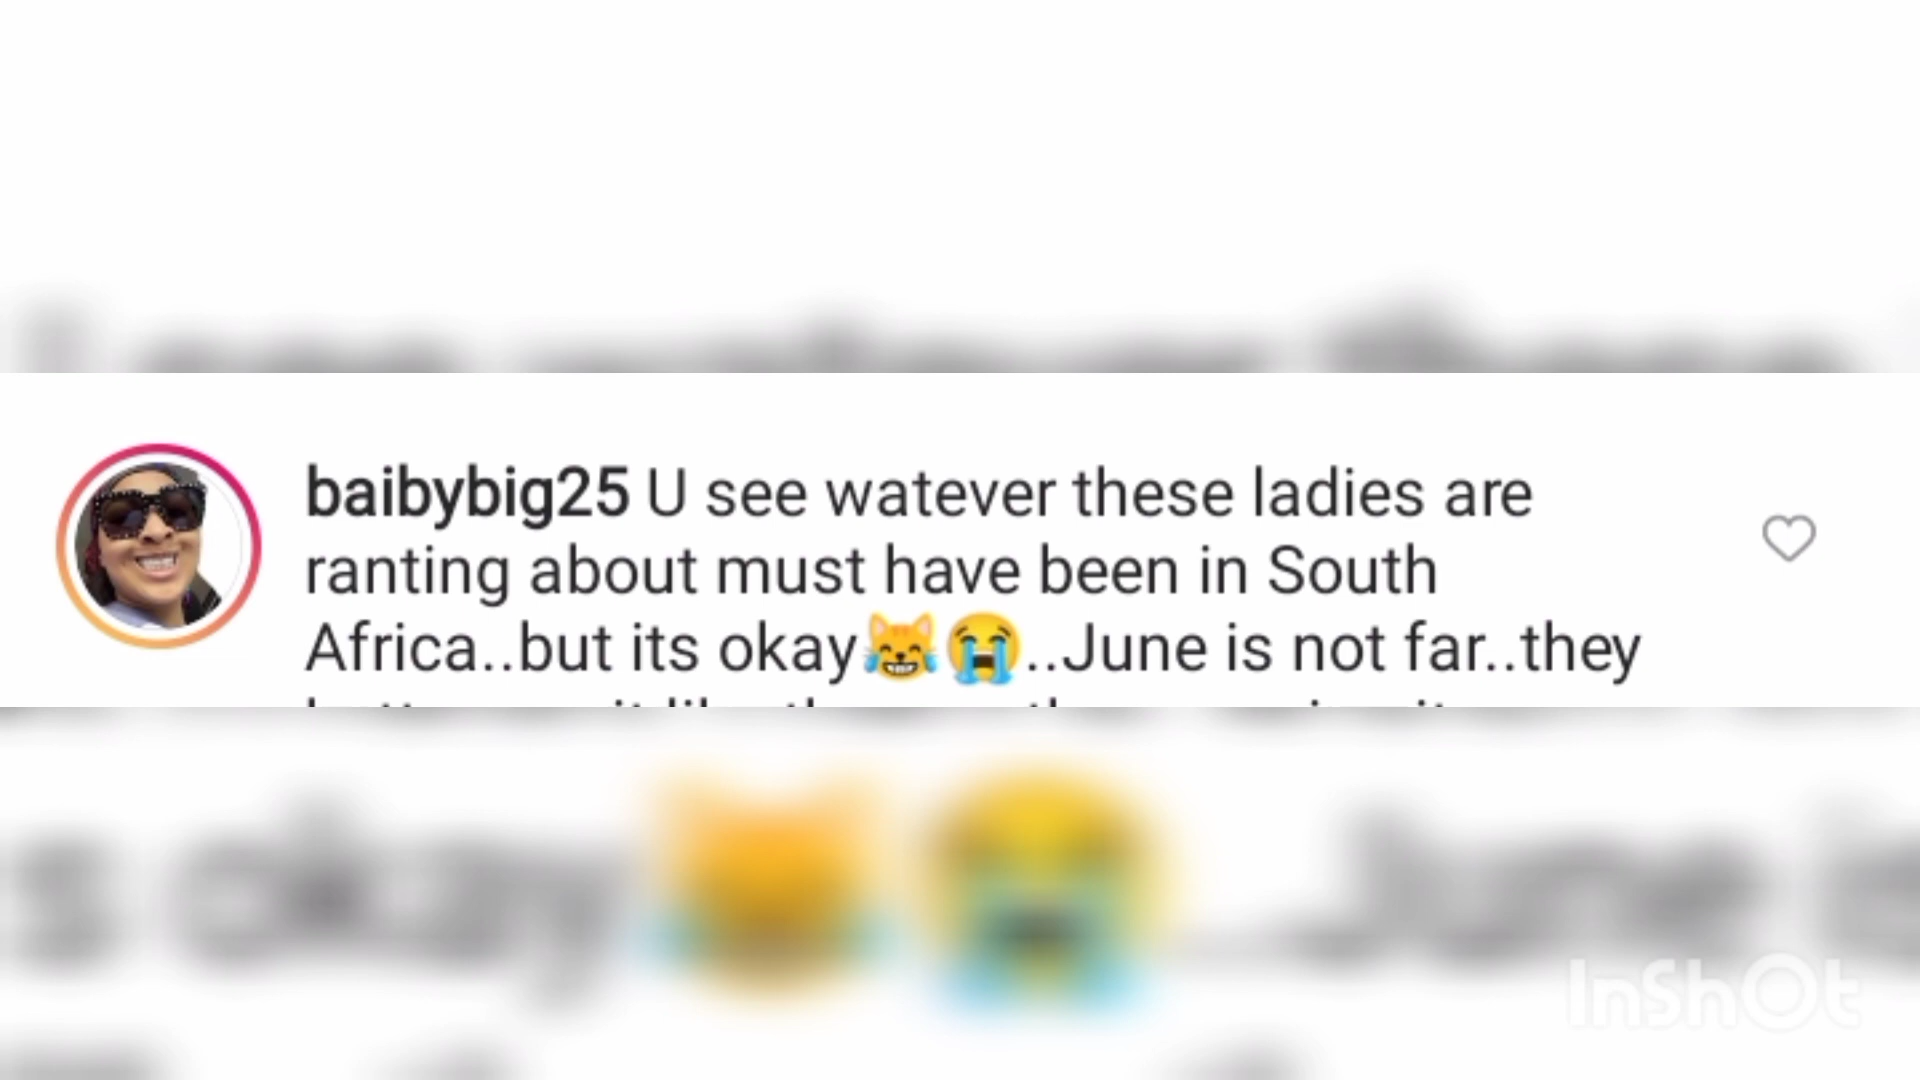 baibybig25 U see watever these ladies are
ranting about must have been in South
Africa..but its okay😹😭..June is not far..they
InShOt